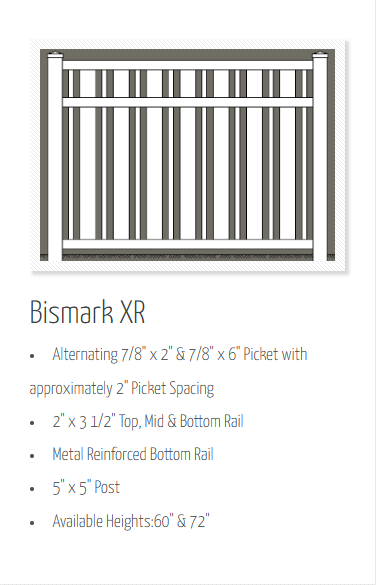 Bismark XR
• Alternating 7/8" x 2" & 7/8" x 6" Picket with
approximately 2" Picket Spacing
• 2" x 3 1/2" Top, Mid & Bottom Rail
• Metal Reinforced Bottom Rail
• 5" x 5" Post
• Available Heights:60" & 72"